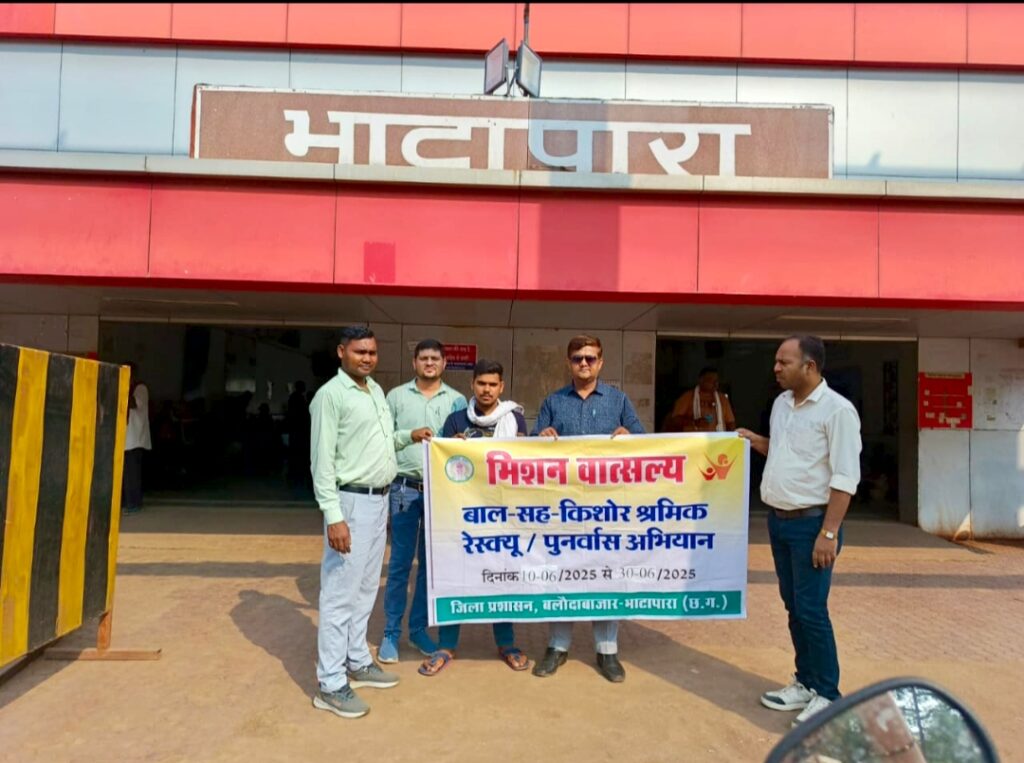 भाटापारा
मिशन वात्सल्य
बाल-सह-किशोर श्रमिक
रेस्क्यू / पुनर्वास अभियान
दिनांक 10-06/2025 से 30-06/2025
जिला प्रशासन, बलौदाबाजार-भाटापारा (छ.ग.)